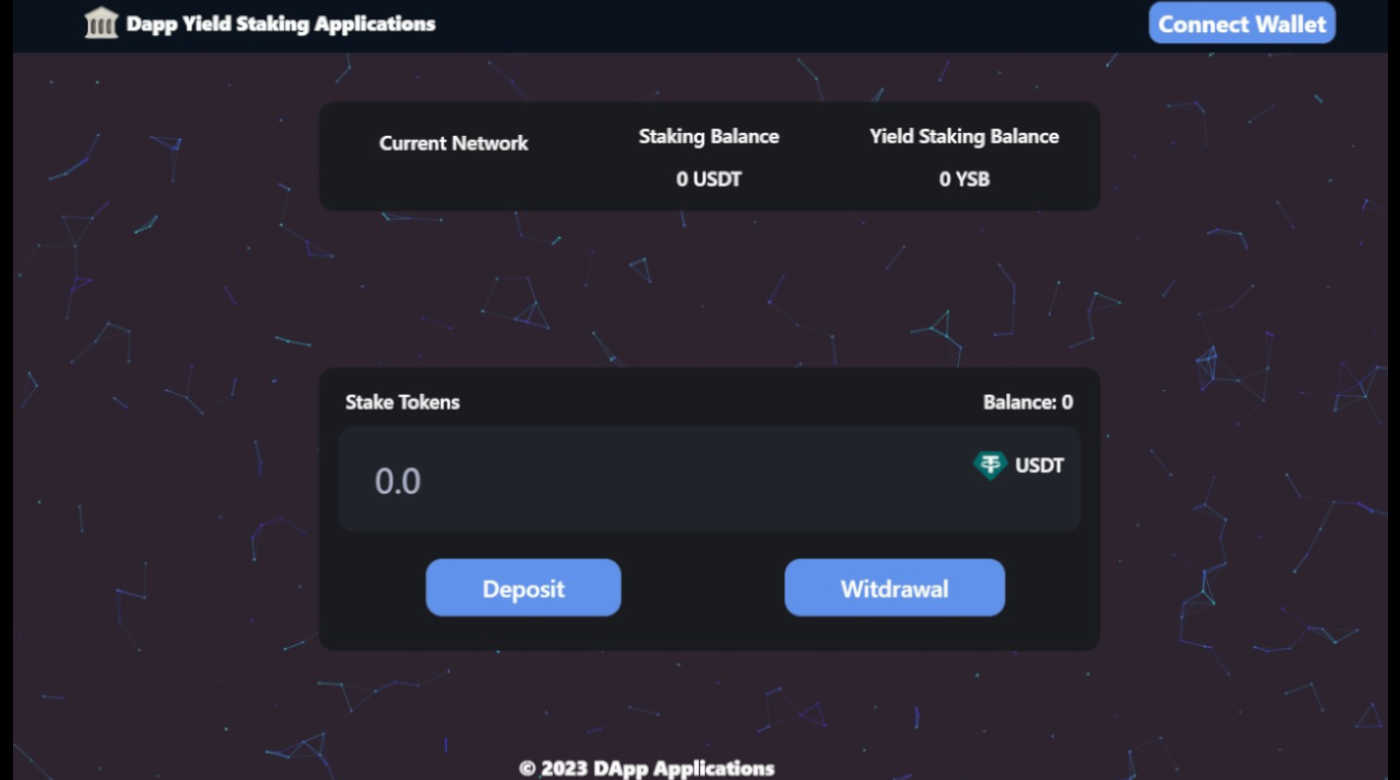 Dapp Yield Staking Applications
Connect Wallet
Current Network
Staking Balance
Yield Staking Balance
0 USDT
0 YSB
Stake Tokens
Balance: 0
0.0
USDT
Deposit
Witdrawal
© 2023 DApp Applications